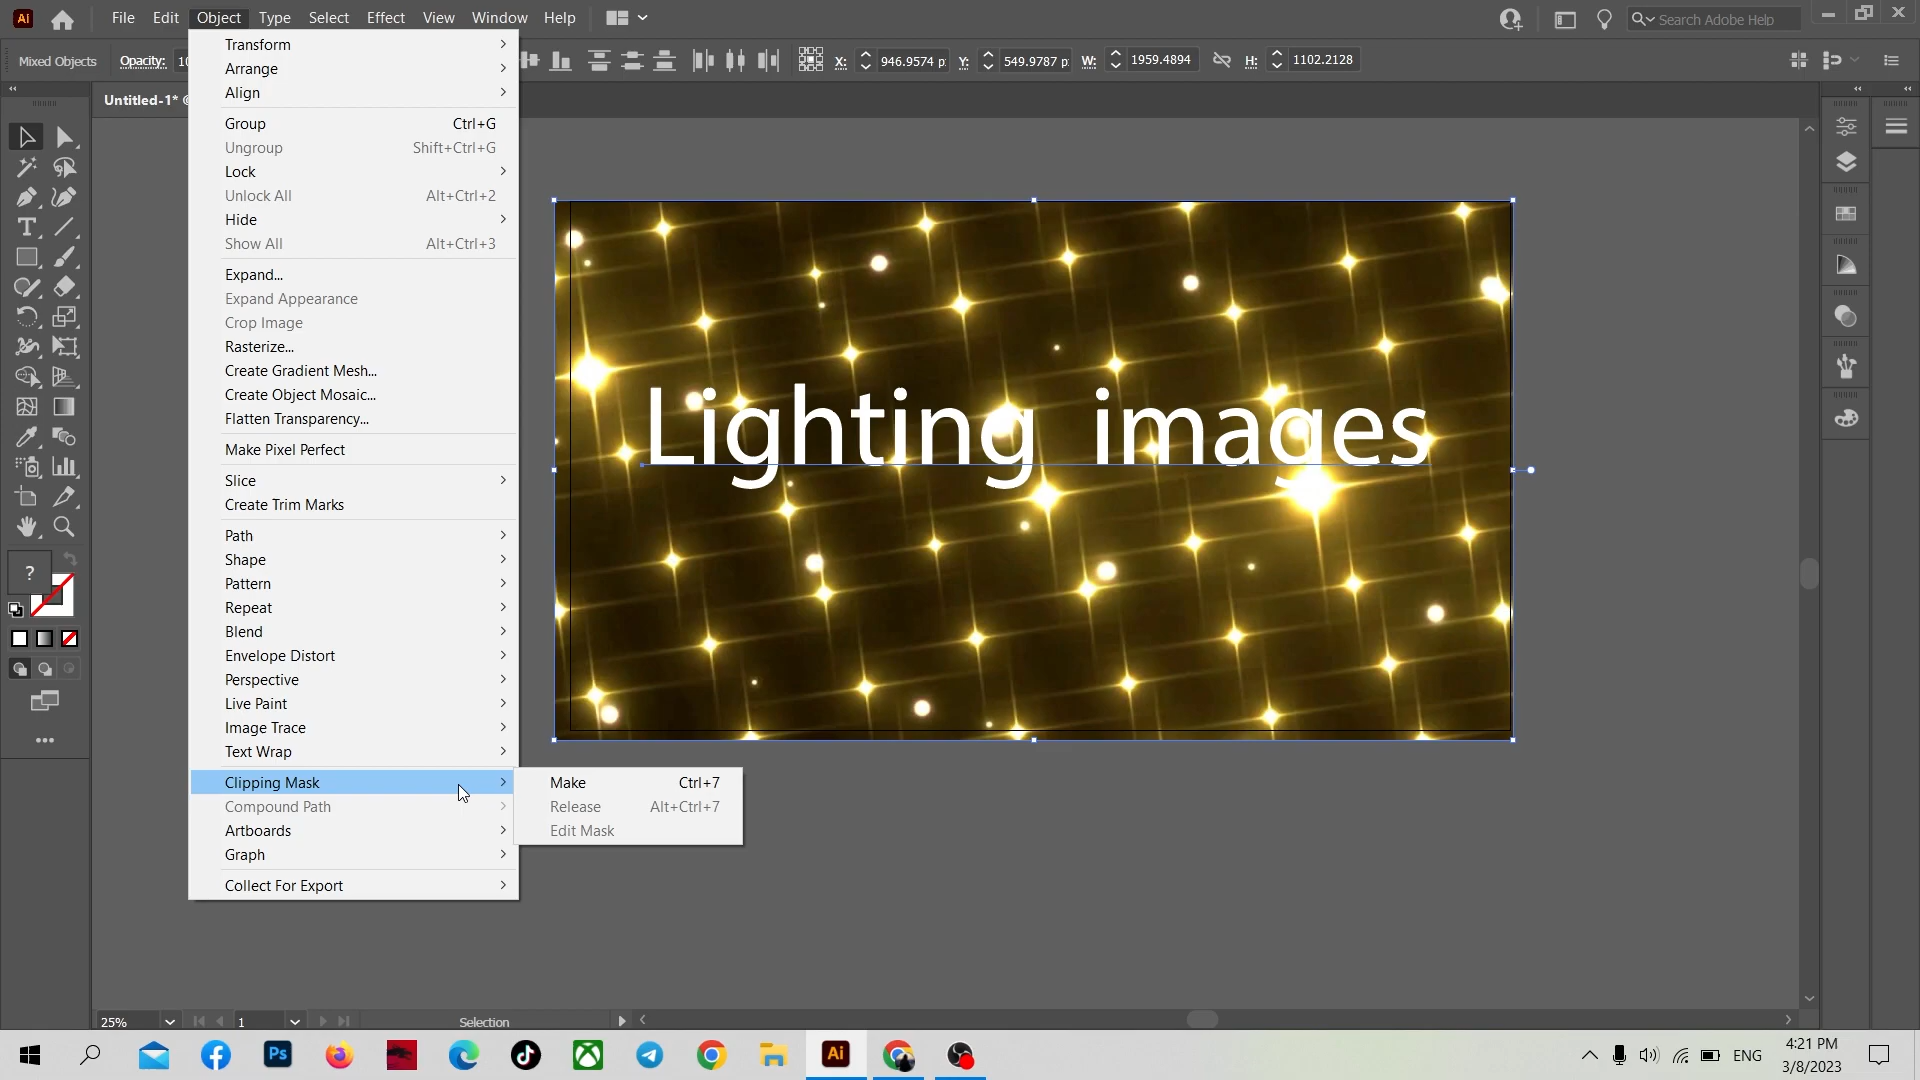 Ai File Edit Object Type Select Effect View Window Help Search Adobe Help
Mixed Objects Opacity: 10 X: 946.9574 p Y: 549.9787 p W: 1959.4894 H: 1102.2128
Untitled-1*
Transform
Arrange
Align
Group Ctrl+G
Ungroup Shift+Ctrl+G
Lock
Unlock All Alt+Ctrl+2
Hide
Show All Alt+Ctrl+3
Expand...
Expand Appearance
Crop Image
Rasterize...
Create Gradient Mesh...
Create Object Mosaic...
Flatten Transparency...
Make Pixel Perfect
Slice
Create Trim Marks
Path
Shape
Pattern
Repeat
Blend
Envelope Distort
Perspective
Live Paint
Image Trace
Text Wrap
Clipping Mask
Compound Path
Artboards
Graph
Collect For Export
Make Ctrl+7
Release Alt+Ctrl+7
Edit Mask
Lighting images
?
25% 1 Selection
Ps Ai ENG
4:21 PM
3/8/2023